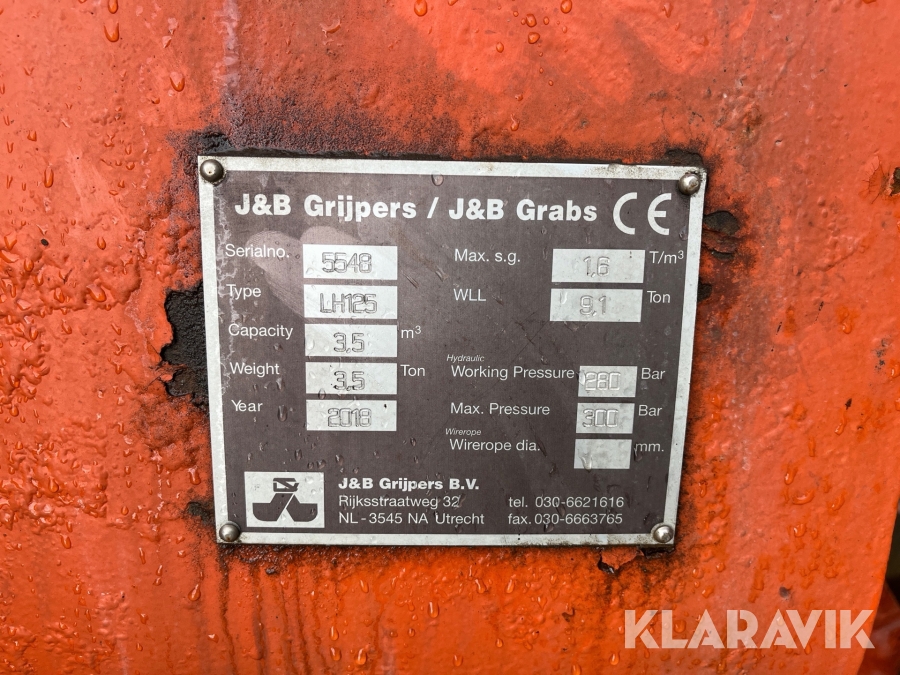 J&B Grijpers / J&B Grabs CE
Serialno. 5548
Type LH125
Capacity 3,5 m³
Weight 3,5 Ton
Year 2018
Max. s.g. 1,6 T/m³
WLL 9,1 Ton
Hydraulic
Working Pressure 280 Bar
Max. Pressure 300 Bar
Wirerope
Wirerope dia. mm.
J&B Grijpers B.V.
Rijksstraatweg 32
NL - 3545 NA Utrecht
tel. 030-6621616
fax. 030-6663765
KLARAVIK